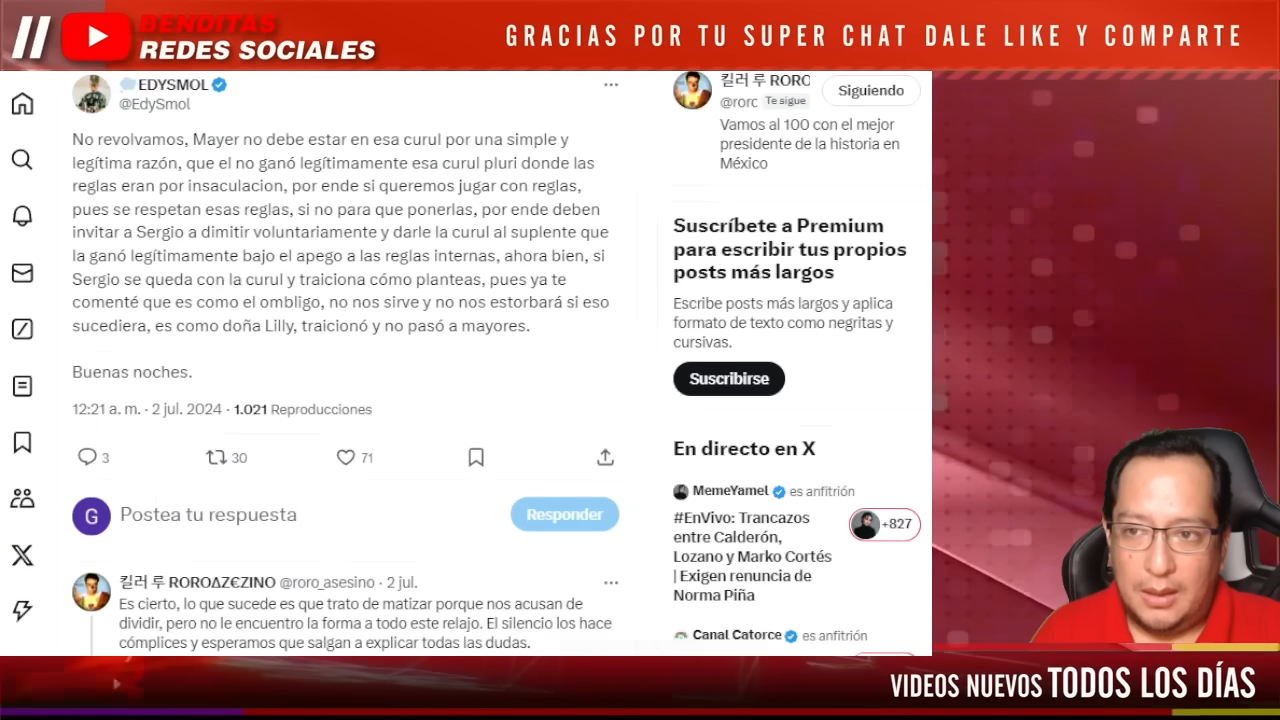 BENDITAS
REDES SOCIALES
GRACIAS POR TU SUPER CHAT DALE LIKE Y COMPARTE
EDYSMOL
@EdySmol
No revolvamos, Mayer no debe estar en esa curul por una simple y
legítima razón, que el no ganó legítimamente esa curul pluri donde las
reglas eran por insaculacion, por ende si queremos jugar con reglas,
pues se respetan esas reglas, si no para que ponerlas, por ende deben
invitar a Sergio a dimitir voluntariamente y darle la curul al suplente que
la ganó legítimamente bajo el apego a las reglas internas, ahora bien, si
Sergio se queda con la curul y traiciona cómo planteas, pues ya te
comenté que es como el ombligo, no nos sirve y no nos estorbará si eso
sucediera, es como doña Lilly, traicionó y no pasó a mayores.
Buenas noches.
12:21 a. m. · 2 jul. 2024 · 1.021 Reproducciones
3
30
71
G
Postea tu respuesta
Responder
킬러 루 RORO∆Z€ZINO @roro_asesino · 2 jul.
Es cierto, lo que sucede es que trato de matizar porque nos acusan de
dividir, pero no le encuentro la forma a todo este relajo. El silencio los hace
cómplices y esperamos que salgan a explicar todas las dudas.
킬러 루 RORO
@rorc Te sigue
Siguiendo
Vamos al 100 con el mejor
presidente de la historia en
México
Suscríbete a Premium
para escribir tus propios
posts más largos
Escribe posts más largos y aplica
formato de texto como negritas y
cursivas.
Suscribirse
En directo en X
MemeYamel es anfitrión
#EnVivo: Trancazos
entre Calderón,
Lozano y Marko Cortés
| Exigen renuncia de
Norma Piña
+827
Canal Catorce es anfitrión
VIDEOS NUEVOS TODOS LOS DÍAS